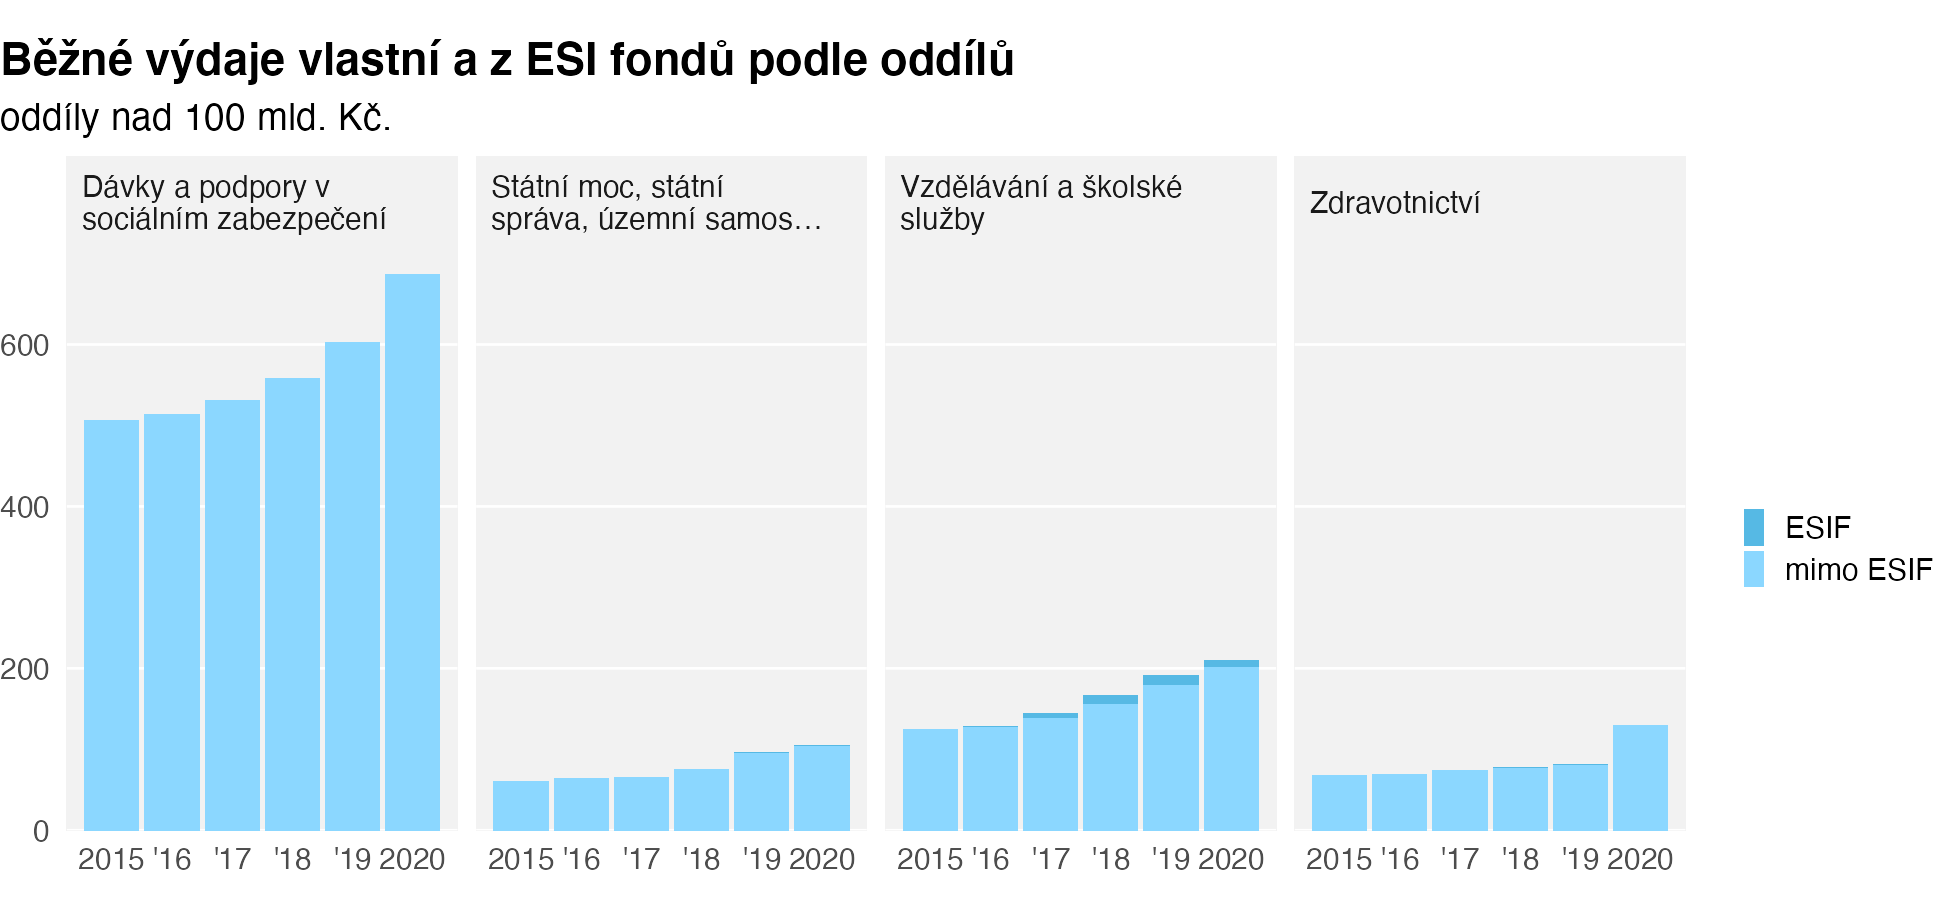 Běžné výdaje vlastní a z ESI fondů podle oddílů
oddíly nad 100 mld. Kč.
Dávky a podpory v
sociálním zabezpečení
Státní moc, státní
správa, územní samos…
Vzdělávání a školské
služby
Zdravotnictví
600
400
200
0
2015 '16 '17 '18 '19 2020
2015 '16 '17 '18 '19 2020
2015 '16 '17 '18 '19 2020
2015 '16 '17 '18 '19 2020
ESIF
mimo ESIF